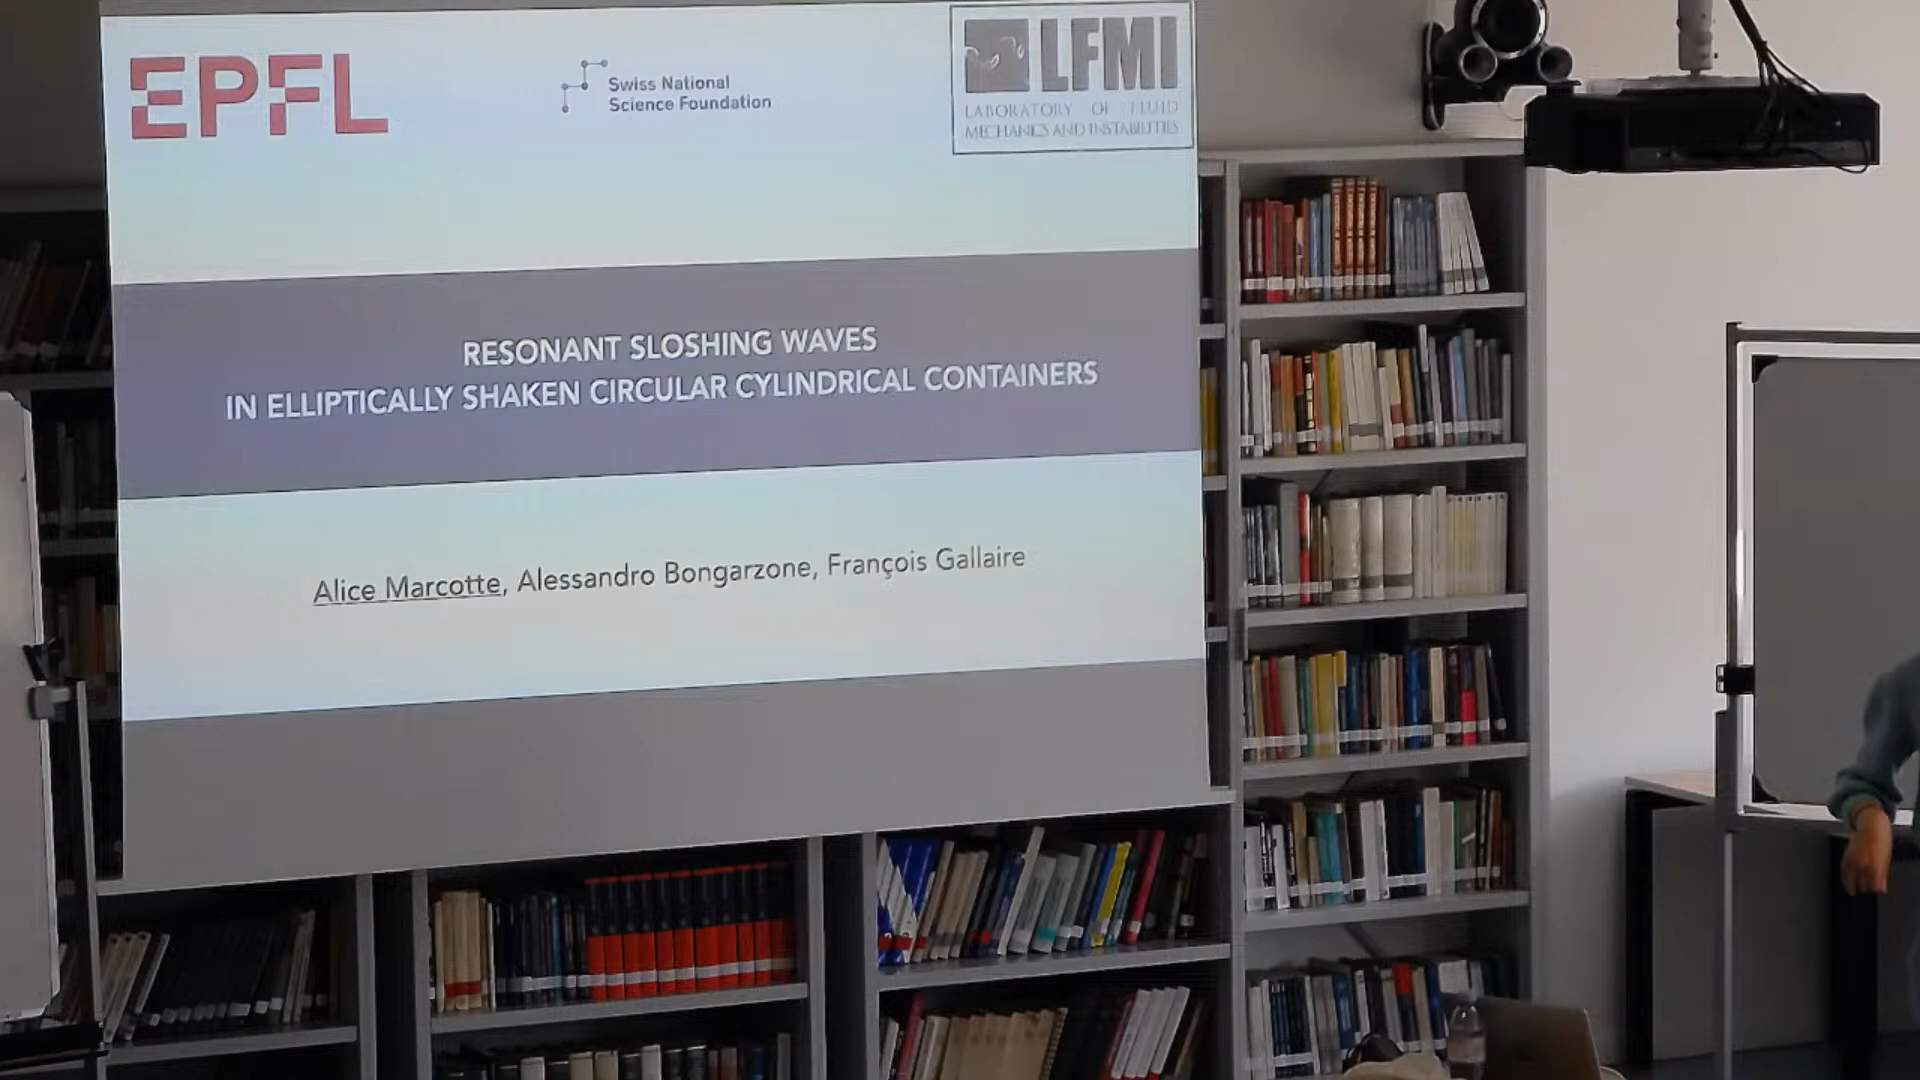 EPFL
Swiss National
Science Foundation
LFMI
LABORATORY OF FLUID
MECHANICS AND INSTABILITIES
RESONANT SLOSHING WAVES
IN ELLIPTICALLY SHAKEN CIRCULAR CYLINDRICAL CONTAINERS
Alice Marcotte, Alessandro Bongarzone, François Gallaire